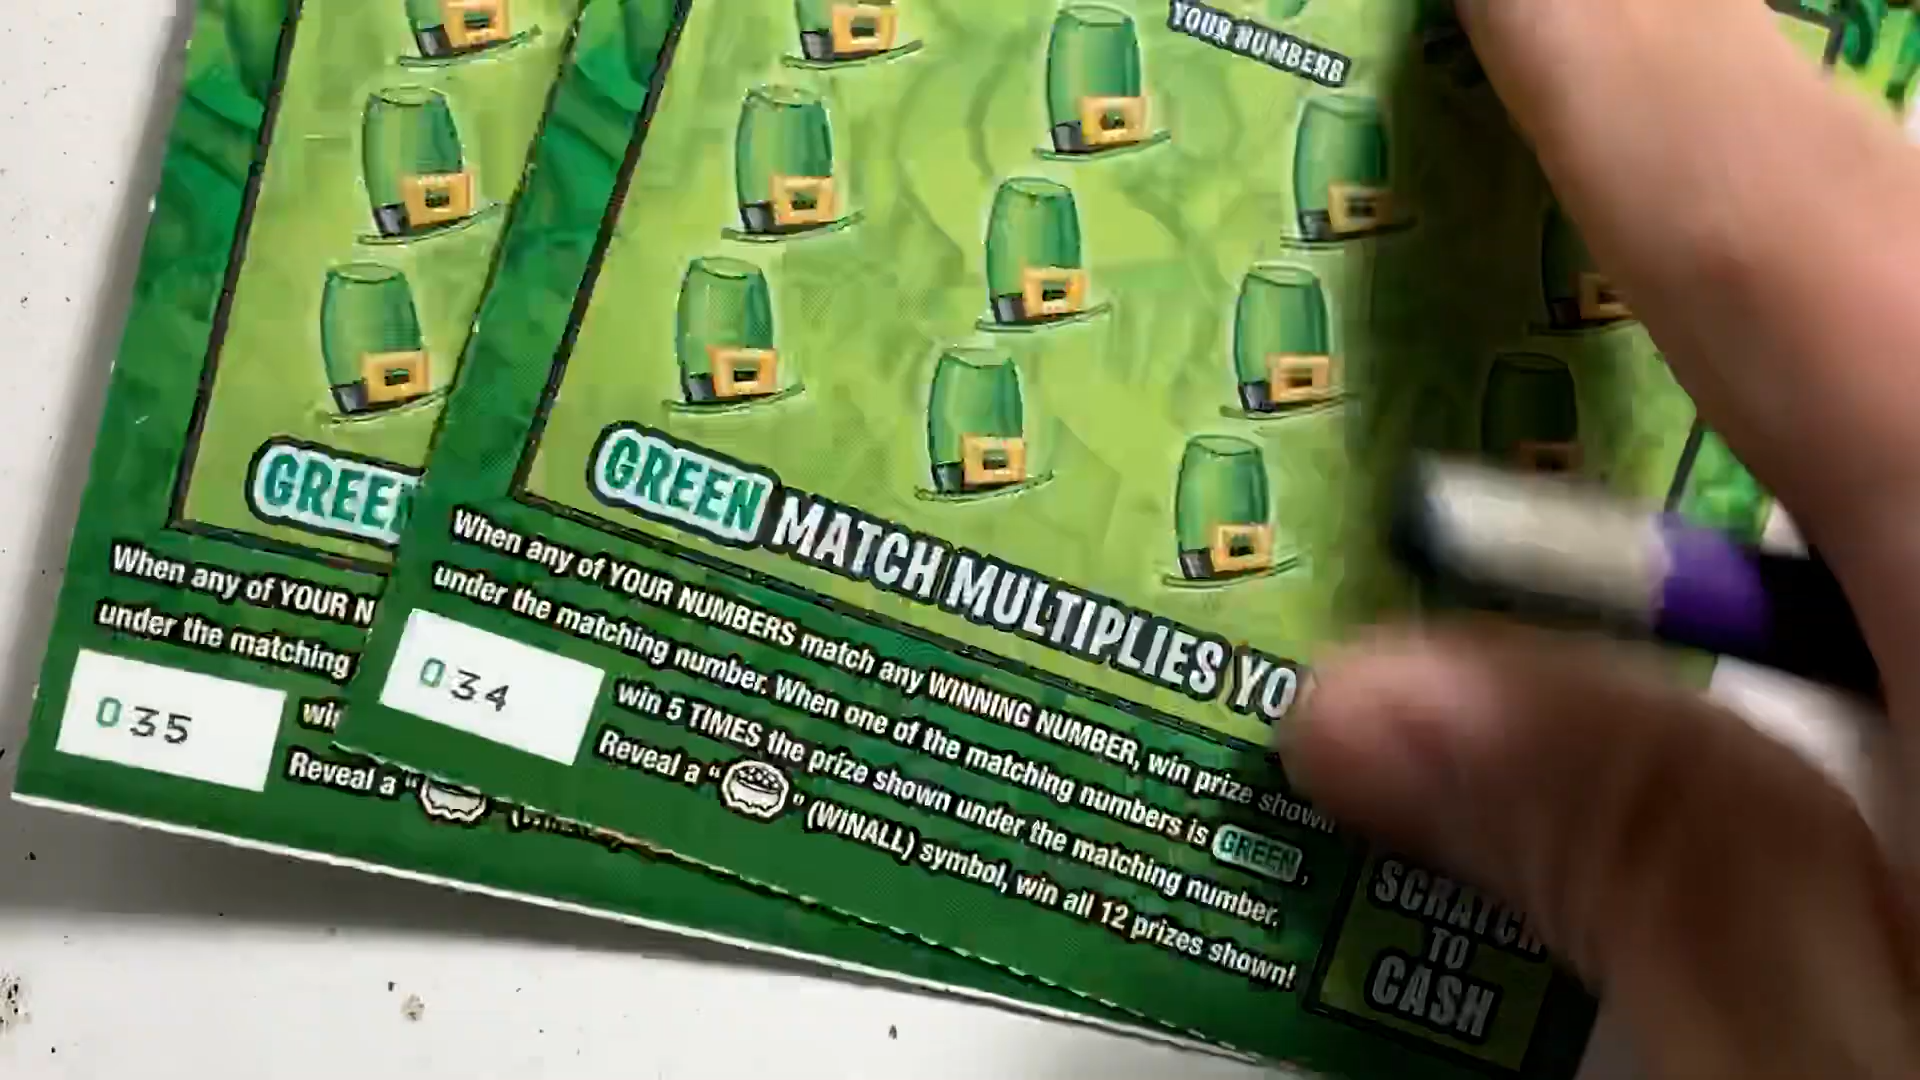 YOUR NUMBERS
GREEN
When any of YOUR N
under the matching
035
win
Reveal a "
GREEN MATCH MULTIPLIES YO
When any of YOUR NUMBERS match any WINNING NUMBER, win prize shown
under the matching number. When one of the matching numbers is GREEN,
034
win 5 TIMES the prize shown under the matching number.
Reveal a " " (WINALL) symbol, win all 12 prizes shown!
SCRATCH
TO
CASH